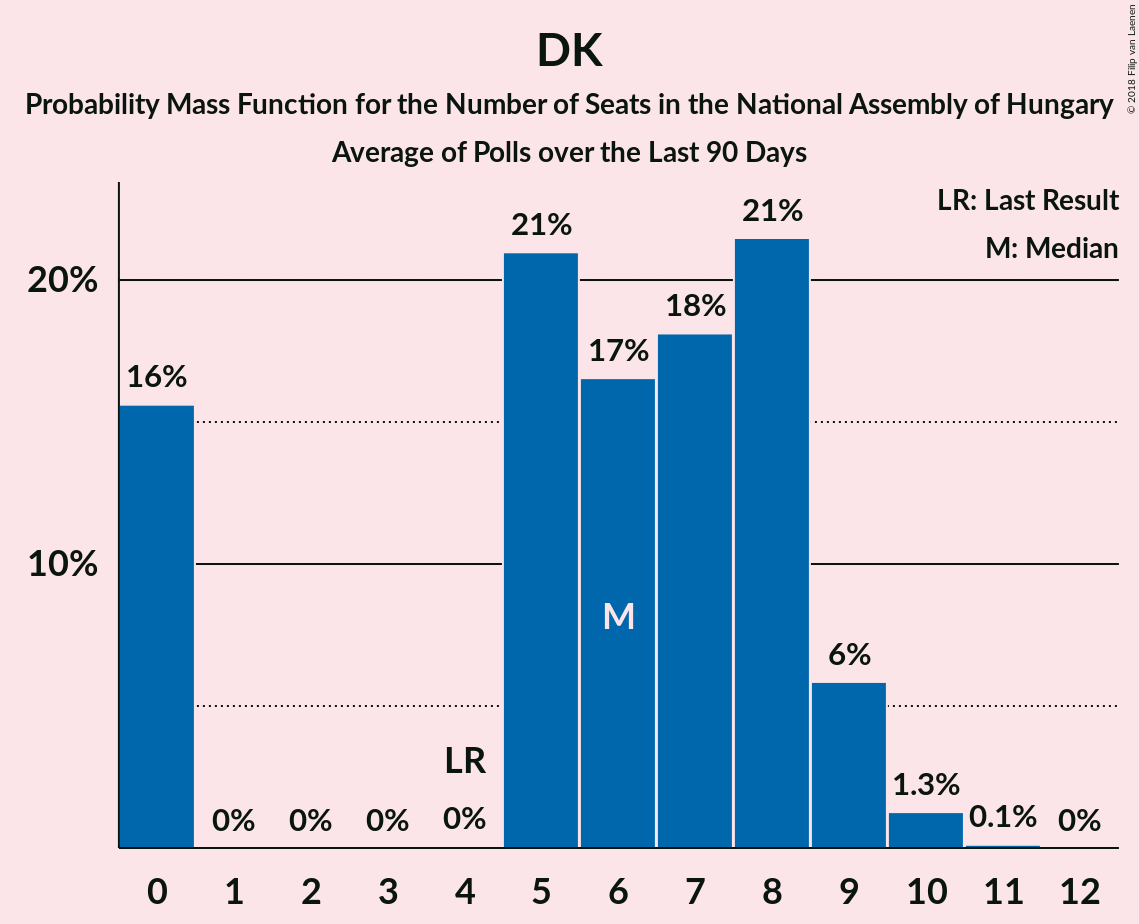 DK
Probability Mass Function for the Number of Seats in the National Assembly of Hungary
Average of Polls over the Last 90 Days
© 2018 Filip van Laenen
LR: Last Result
M: Median
20%
10%
16%
0%
0%
0%
LR
0%
21%
17%
M
18%
21%
6%
1.3%
0.1%
0%
0 1 2 3 4 5 6 7 8 9 10 11 12